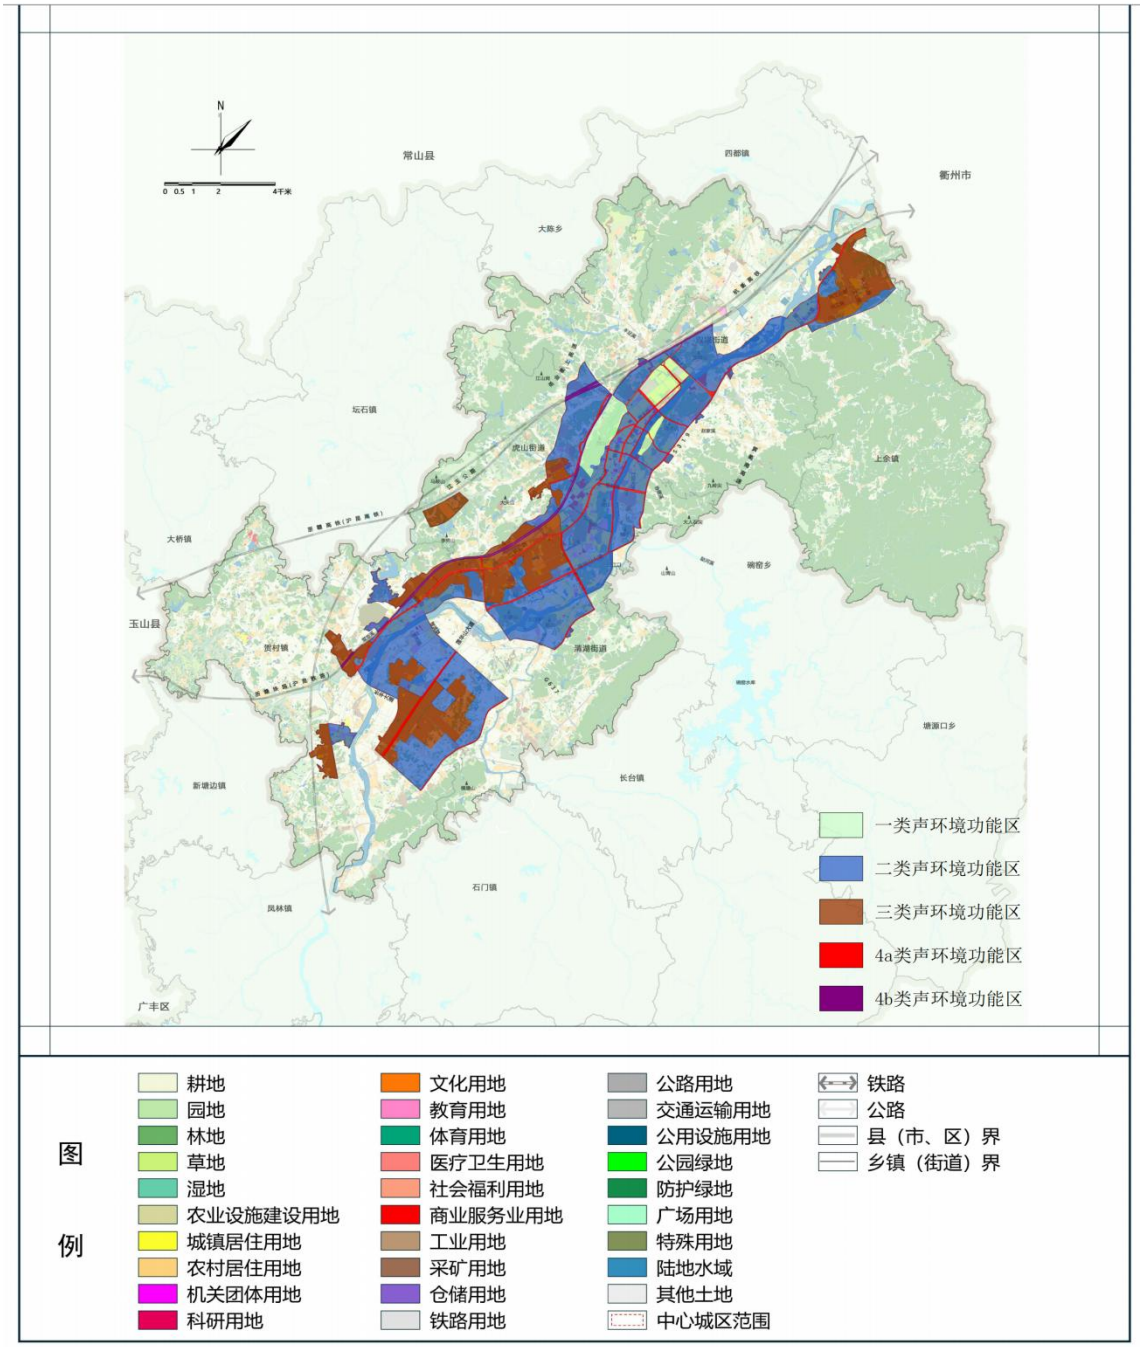 N
0 0.5 1 2 4千米
常山县
四都镇
衢州市
大陈乡
坛石镇
虎山街道
上余镇
大桥镇
碗窑乡
玉山县
贺村镇
清湖街道
塘源口乡
新塘边镇
长台镇
石门镇
凤林镇
广丰区
一类声环境功能区
二类声环境功能区
三类声环境功能区
4a类声环境功能区
4b类声环境功能区
图例
耕地
园地
林地
草地
湿地
农业设施建设用地
城镇居住用地
农村居住用地
机关团体用地
科研用地
文化用地
教育用地
体育用地
医疗卫生用地
社会福利用地
商业服务业用地
工业用地
采矿用地
仓储用地
铁路用地
公路用地
交通运输用地
公用设施用地
公园绿地
防护绿地
广场用地
特殊用地
陆地水域
其他土地
中心城区范围
铁路
公路
县（市、区）界
乡镇（街道）界